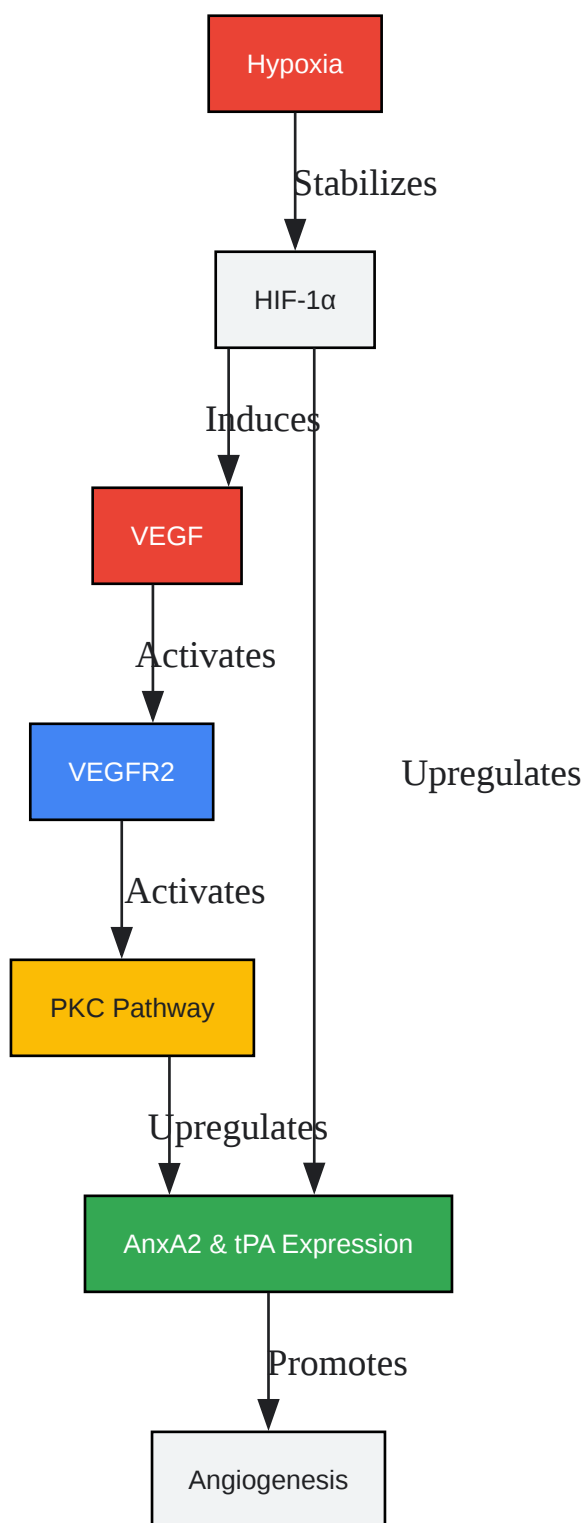 Hypoxia
Stabilizes
HIF-1α
Induces
VEGF
Activates
VEGFR2
Upregulates
Activates
PKC Pathway
Upregulates
AnxA2 & tPA Expression
Promotes
Angiogenesis